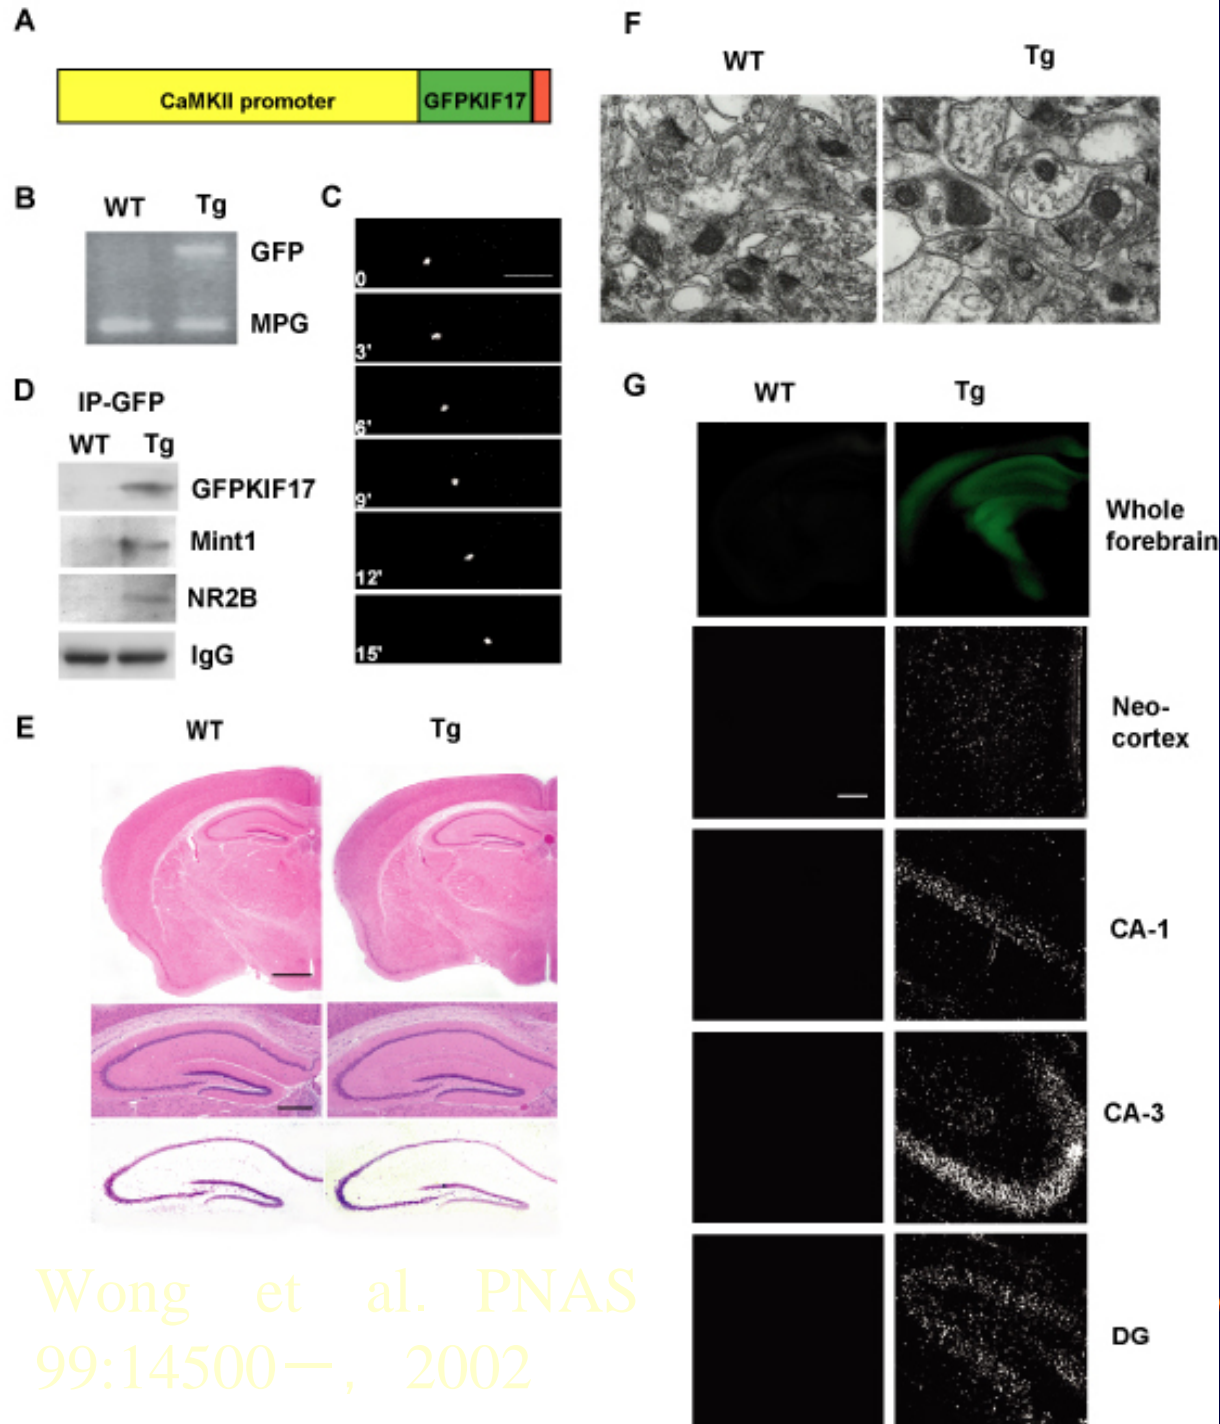 A
CaMKII promoter GFPKIF17
B WT Tg
GFP
MPG
C
0
3'
6'
9'
12'
15'
D IP-GFP
WT Tg
GFPKIF17
Mint1
NR2B
IgG
E WT Tg
F
WT Tg
G WT Tg
Whole
forebrain
Neo-
cortex
CA-1
CA-3
DG
Wong et al. PNAS
99:14500—, 2002